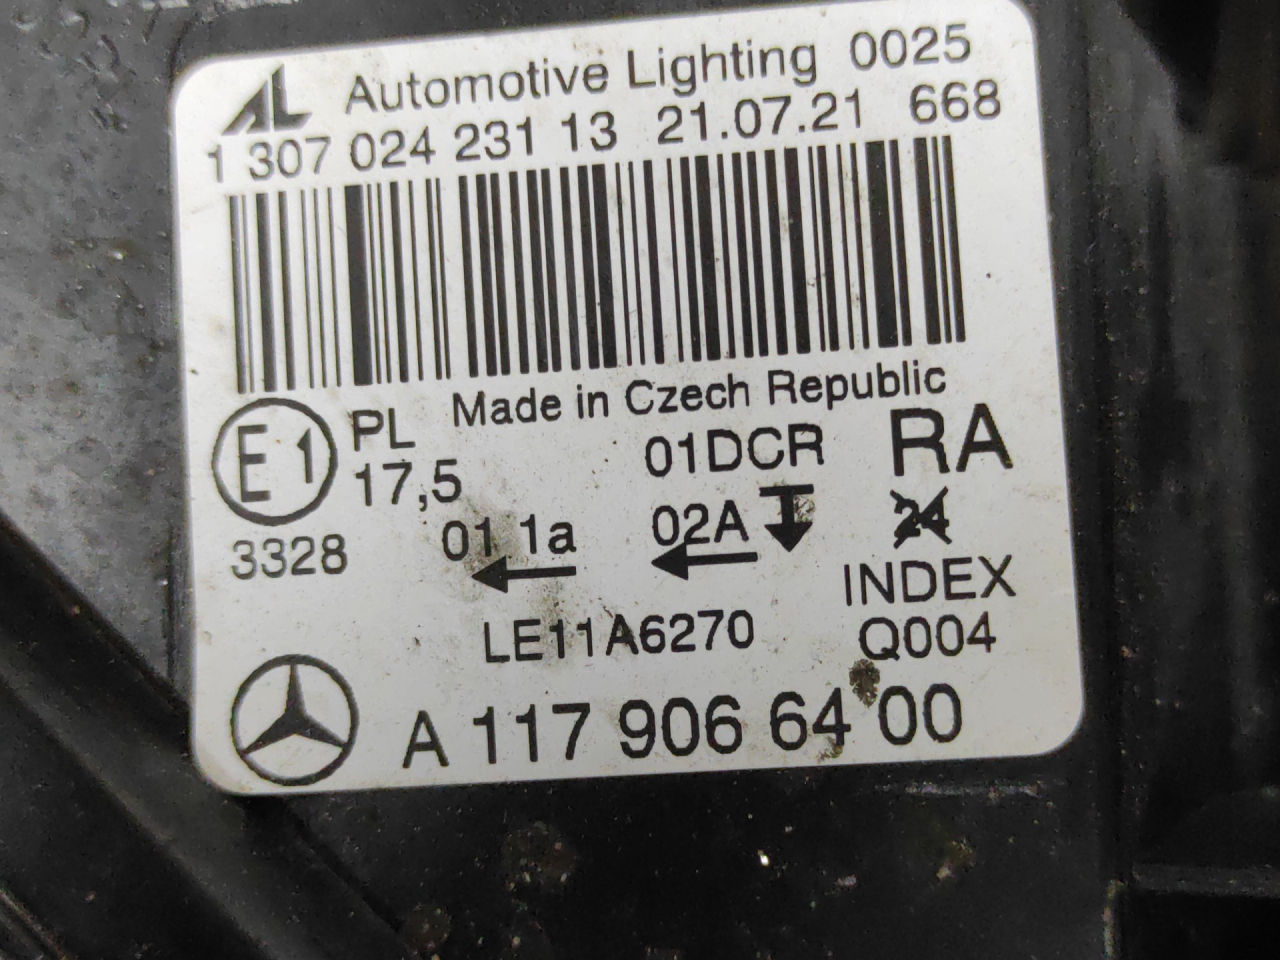 AL Automotive Lighting 0025
1 307 024 231 13 21.07.21 668
Made in Czech Republic
E1 PL 01DCR RA
17,5
3328 01 1a 02A 24
INDEX
LE11A6270 Q004
A 117 906 64 00